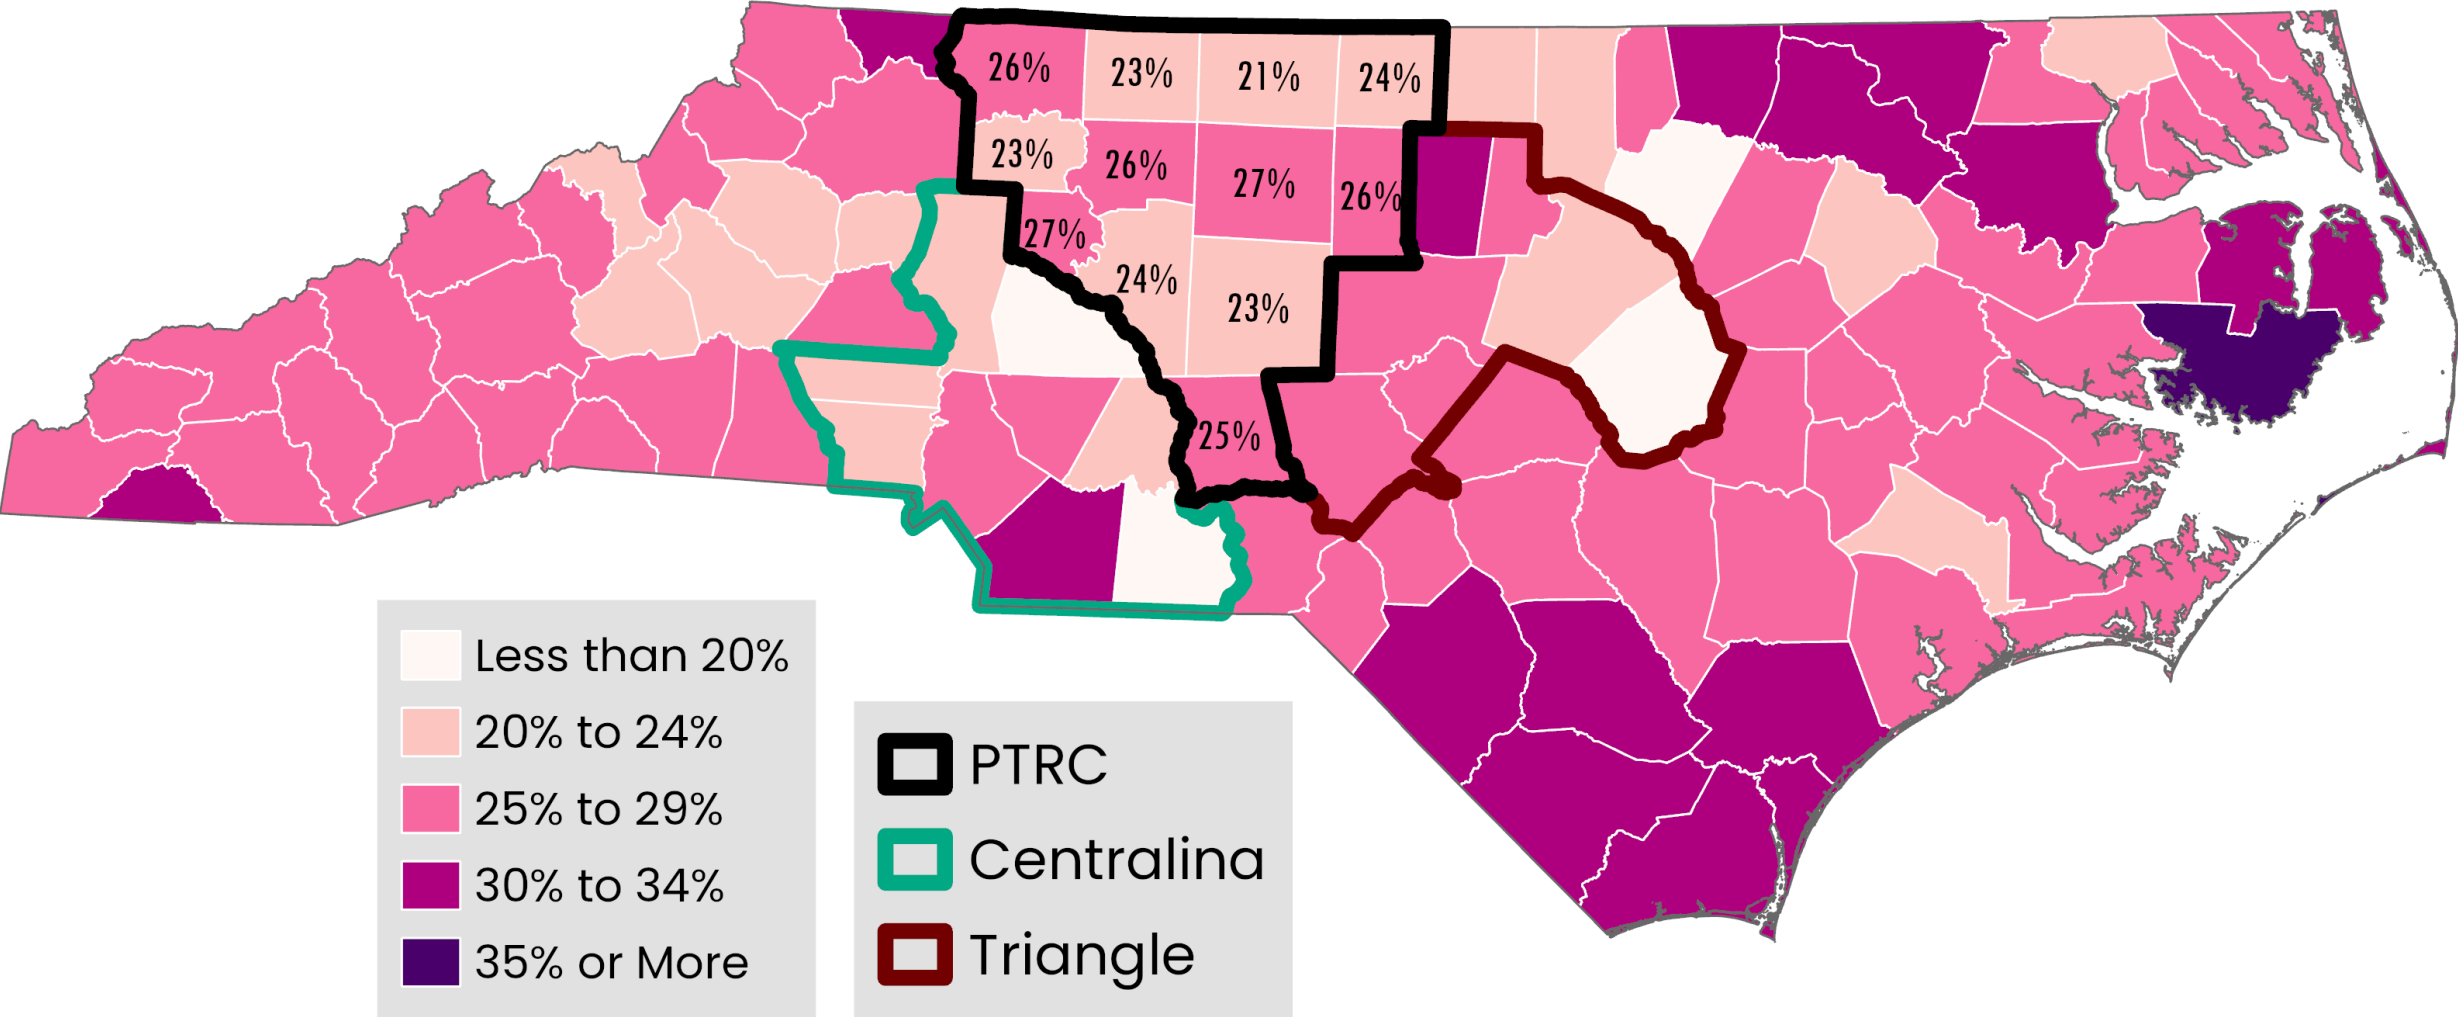 26%
23%
21%
24%
23%
26%
27%
26%
27%
24%
23%
25%
Less than 20%
20% to 24%
25% to 29%
30% to 34%
35% or More
PTRC
Centralina
Triangle